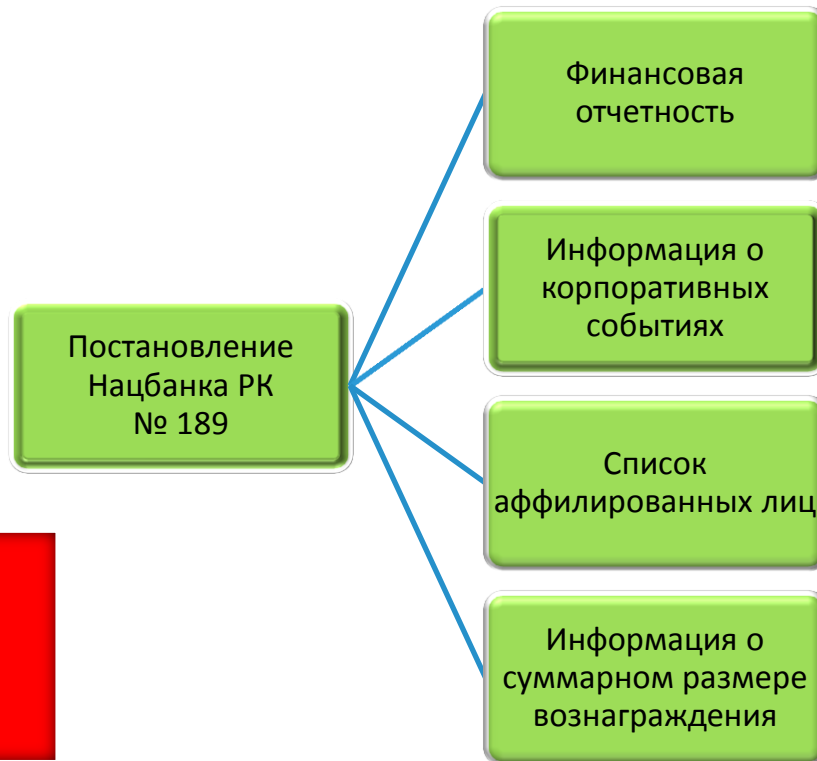 Постановление
Нацбанка РК
№ 189
Финансовая
отчетность
Информация о
корпоративных
событиях
Список
аффилированных лиц
Информация о
суммарном размере
вознаграждения